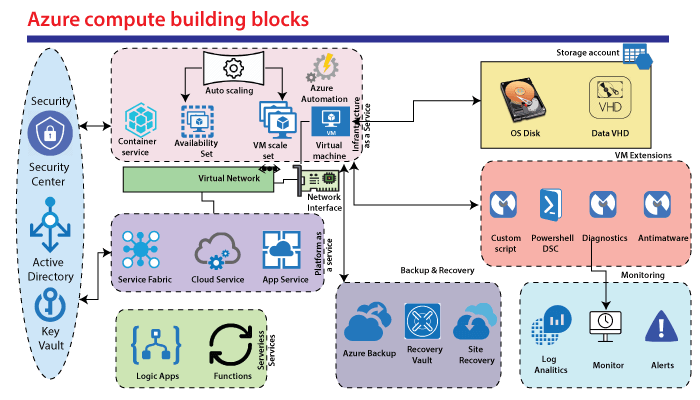 Azure compute building blocks
Storage account
Security
Security
Center
Active
Directory
Key
Vault
Auto scaling
Azure
Automation
Container
service
Availability
Set
VM scale
set
VM
Virtual
machine
Infrastructure
as a Service
OS Disk
VHD
Data VHD
Virtual Network
Network
Interface
VM Extensions
Custom
script
Powershell
DSC
Diagnostics
Antimatware
Service Fabric
Cloud Service
App Service
Platform as
a service
Backup & Recovery
Azure Backup
Recovery
Vault
Site
Recovery
Monitoring
Log
Analitics
Monitor
Alerts
Logic Apps
Functions
Serverless
Services